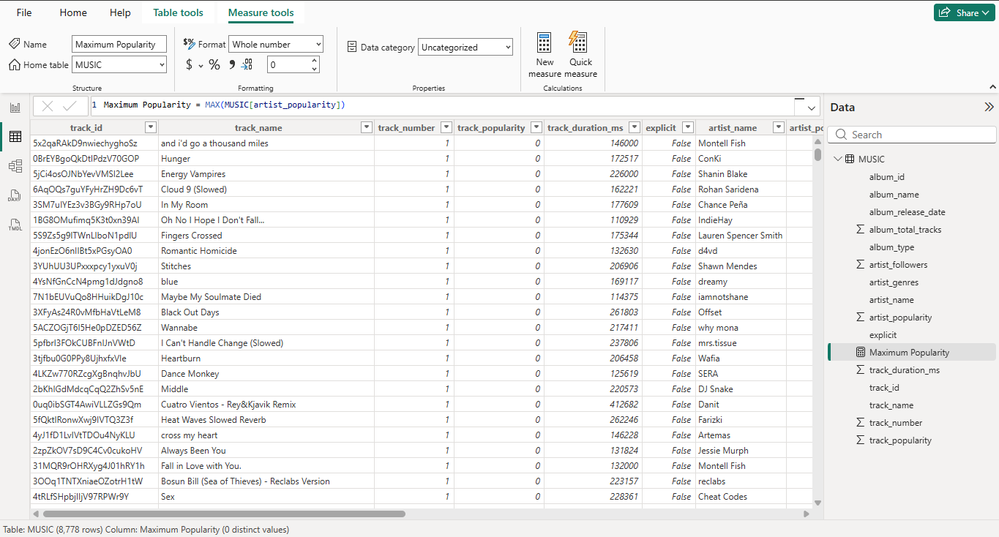 File Home Help Table tools Measure tools Share
Name Maximum Popularity Format Whole number Data category Uncategorized New measure Quick measure
Home table MUSIC $ % , 0
Structure Formatting Properties Calculations
1 Maximum Popularity = MAX(MUSIC[artist_popularity])
track_id track_name track_number track_popularity track_duration_ms explicit artist_name artist_po
5x2qaRAkD9nwiechyghoSz and i'd go a thousand miles 1 0 146000 False Montell Fish
0BrEYBgoQkDtlPdzV70GOP Hunger 1 0 172517 False ConKi
5jCi4osOJNbYevVMSI2Lee Energy Vampires 1 0 226000 False Shanin Blake
6AqOQs7guYFyHrZH9Dc6vT Cloud 9 (Slowed) 1 0 162221 False Rohan Saridena
3SM7uIYEz3v3BGy9RHp7oU In My Room 1 0 177609 False Chance Peña
1BG8OMufimq5K3t0xn39AI Oh No I Hope I Don't Fall... 1 0 110929 False IndieHay
5S9Zs5g9ITWnLlboN1pdlU Fingers Crossed 1 0 175344 False Lauren Spencer Smith
4jonEzO6nIIBt5xPGsyOA0 Romantic Homicide 1 0 132630 False d4vd
3YUhUU3UPxxxpcy1yxuV0j Stitches 1 0 206906 False Shawn Mendes
4YsNfGnCcN4pmg1dJdgno8 blue 1 0 169117 False dreamy
7N1bEUVuQo8HHuikDgJ10c Maybe My Soulmate Died 1 0 114375 False iamnotshane
3XFyAs24R0vMfbHaVtLeM8 Black Out Days 1 0 261803 False Offset
5ACZOGjT6I5He0pDZED56Z Wannabe 1 0 217411 False why mona
5pfbrI3FOkCUBFnIJnVWtD I Can't Handle Change (Slowed) 1 0 237806 False mrs.tissue
3tjfbu0G0PPy8UjhxfxVle Heartburn 1 0 206458 False Wafia
4LKZw770RZcgXgBnqhvJbU Dance Monkey 1 0 125619 False SERA
2bKhIGdMdcqCqQ2ZhSv5nE Middle 1 0 220573 False DJ Snake
0uq0ibSGT4AwiVLLZGs9Qm Cuatro Vientos - Rey&Kjavik Remix 1 0 412682 False Danit
5fQktlRonwXwj9IVTQ3Z3f Heat Waves Slowed Reverb 1 0 262246 False Farizki
4yJ1fD1LvIVtTDOu4NyKLU cross my heart 1 0 146228 False Artemas
2zpZkOV7sD9C4Cv0cukoHV Always Been You 1 0 131824 False Jessie Murph
31MQR9rOHRXyg4J01hRY1h Fall in Love with You. 1 0 132000 False Montell Fish
3OOq1TNTXniaeOZotrH1tW Bosun Bill (Sea of Thieves) - Reclabs Version 1 0 223157 False reclabs
4tRLfSHpbjlIjV97RPWr9Y Sex 1 0 228361 False Cheat Codes
DAX
TMDL
Data
Search
MUSIC
album_id
album_name
album_release_date
album_total_tracks
album_type
artist_followers
artist_genres
artist_name
artist_popularity
explicit
Maximum Popularity
track_duration_ms
track_id
track_name
track_number
track_popularity
Table: MUSIC (8,778 rows) Column: Maximum Popularity (0 distinct values)